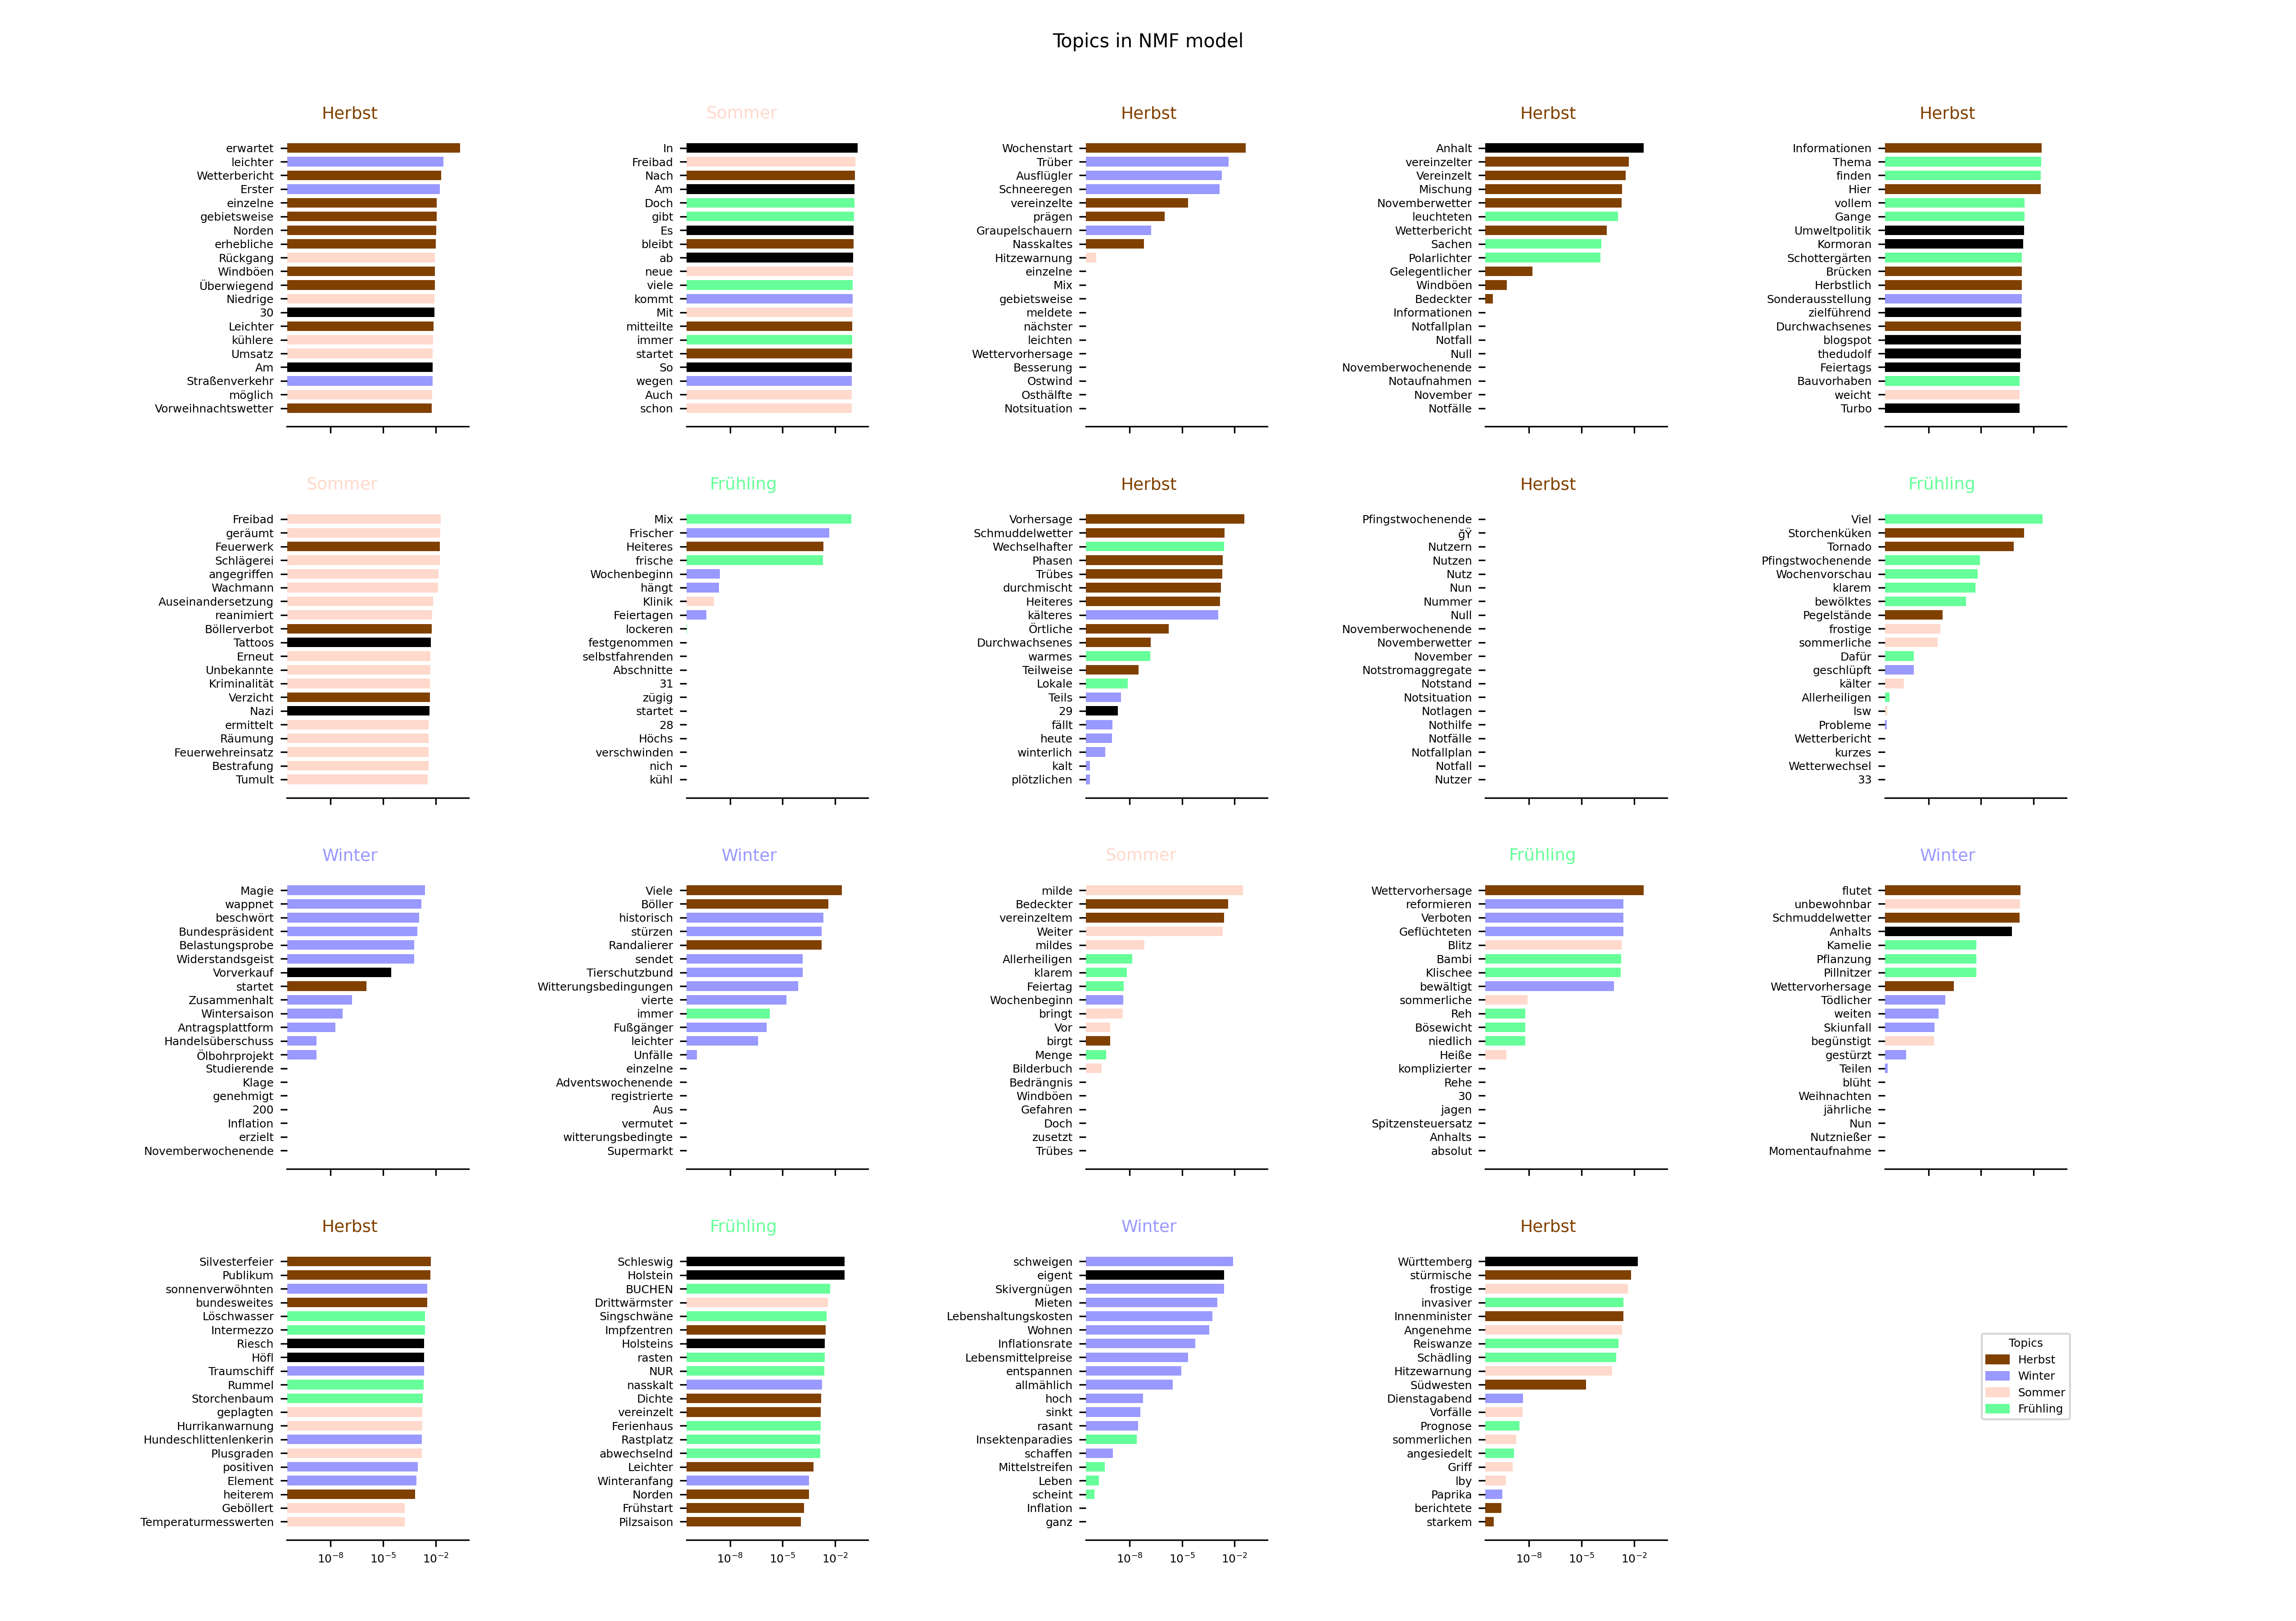 Topics in NMF model
Herbst
erwartet
leichter
Wetterbericht
Erster
einzelne
gebietsweise
Norden
erhebliche
Rückgang
Windböen
Überwiegend
Niedrige
30
Leichter
kühlere
Umsatz
Am
Straßenverkehr
möglich
Vorweihnachtswetter
Sommer
In
Freibad
Nach
Am
Doch
gibt
Es
bleibt
ab
neue
viele
kommt
Mit
mitteilte
immer
startet
So
wegen
Auch
schon
Herbst
Wochenstart
Trüber
Ausflügler
Schneeregen
vereinzelte
prägen
Graupelschauern
Nasskaltes
Hitzewarnung
einzelne
Mix
gebietsweise
meldete
nächster
leichten
Wettervorhersage
Besserung
Ostwind
Osthälfte
Notsituation
Herbst
Anhalt
vereinzelter
Vereinzelt
Mischung
Novemberwetter
leuchteten
Wetterbericht
Sachen
Polarlichter
Gelegentlicher
Windböen
Bedeckter
Informationen
Notfallplan
Notfall
Null
Novemberwochenende
Notaufnahmen
November
Notfälle
Herbst
Informationen
Thema
finden
Hier
vollem
Gange
Umweltpolitik
Kormoran
Schottergärten
Brücken
Herbstlich
Sonderausstellung
zielführend
Durchwachsenes
blogspot
thedudolf
Feiertags
Bauvorhaben
weicht
Turbo
Sommer
Freibad
geräumt
Feuerwerk
Schlägerei
angegriffen
Wachmann
Auseinandersetzung
reanimiert
Böllerverbot
Tattoos
Erneut
Unbekannte
Kriminalität
Verzicht
Nazi
ermittelt
Räumung
Feuerwehreinsatz
Bestrafung
Tumult
Frühling
Mix
Frischer
Heiteres
frische
Wochenbeginn
hängt
Klinik
Feiertagen
lockeren
festgenommen
selbstfahrenden
Abschnitte
31
zügig
startet
28
Höchs
verschwinden
nich
kühl
Herbst
Vorhersage
Schmuddelwetter
Wechselhafter
Phasen
Trübes
durchmischt
Heiteres
kälteres
Örtliche
Durchwachsenes
warmes
Teilweise
Lokale
Teils
29
fällt
heute
winterlich
kalt
plötzlichen
Herbst
Pfingstwochenende
ğŸ
Nutzern
Nutzen
Nutz
Nun
Nummer
Null
Novemberwochenende
Novemberwetter
November
Notstromaggregate
Notstand
Notsituation
Notlagen
Nothilfe
Notfälle
Notfallplan
Notfall
Nutzer
Frühling
Viel
Storchenküken
Tornado
Pfingstwochenende
Wochenvorschau
klarem
bewölktes
Pegelstände
frostige
sommerliche
Dafür
geschlüpft
kälter
Allerheiligen
lsw
Probleme
Wetterbericht
kurzes
Wetterwechsel
33
Winter
Magie
wappnet
beschwört
Bundespräsident
Belastungsprobe
Widerstandsgeist
Vorverkauf
startet
Zusammenhalt
Wintersaison
Antragsplattform
Handelsüberschuss
Ölbohrprojekt
Studierende
Klage
genehmigt
200
Inflation
erzielt
Novemberwochenende
Winter
Viele
Böller
historisch
stürzen
Randalierer
sendet
Tierschutzbund
Witterungsbedingungen
vierte
immer
Fußgänger
leichter
Unfälle
einzelne
Adventswochenende
registrierte
Aus
vermutet
witterungsbedingte
Supermarkt
Sommer
milde
Bedeckter
vereinzeltem
Weiter
mildes
Allerheiligen
klarem
Feiertag
Wochenbeginn
bringt
Vor
birgt
Menge
Bilderbuch
Bedrängnis
Windböen
Gefahren
Doch
zusetzt
Trübes
Frühling
Wettervorhersage
reformieren
Verboten
Geflüchteten
Blitz
Bambi
Klischee
bewältigt
sommerliche
Reh
Bösewicht
niedlich
Heiße
komplizierter
Rehe
30
jagen
Spitzensteuersatz
Anhalts
absolut
Winter
flutet
unbewohnbar
Schmuddelwetter
Anhalts
Kamelie
Pflanzung
Pillnitzer
Wettervorhersage
Tödlicher
weiten
Skiunfall
begünstigt
gestürzt
Teilen
blüht
Weihnachten
jährliche
Nun
Nutznießer
Momentaufnahme
Herbst
Silvesterfeier
Publikum
sonnenverwöhnten
bundesweites
Löschwasser
Intermezzo
Riesch
Höfl
Traumschiff
Rummel
Storchenbaum
geplagten
Hurrikanwarnung
Hundeschlittenlenkerin
Plusgraden
positiven
Element
heiterem
Geböllert
Temperaturmesswerten
10⁻⁸ 10⁻⁵ 10⁻²
Frühling
Schleswig
Holstein
BUCHEN
Drittwärmster
Singschwäne
Impfzentren
Holsteins
rasten
NUR
nasskalt
Dichte
vereinzelt
Ferienhaus
Rastplatz
abwechselnd
Leichter
Winteranfang
Norden
Frühstart
Pilzsaison
10⁻⁸ 10⁻⁵ 10⁻²
Winter
schweigen
eigent
Skivergnügen
Mieten
Lebenshaltungskosten
Wohnen
Inflationsrate
Lebensmittelpreise
entspannen
allmählich
hoch
sinkt
rasant
Insektenparadies
schaffen
Mittelstreifen
Leben
scheint
Inflation
ganz
10⁻⁸ 10⁻⁵ 10⁻²
Herbst
Württemberg
stürmische
frostige
invasiver
Innenminister
Angenehme
Reiswanze
Schädling
Hitzewarnung
Südwesten
Dienstagabend
Vorfälle
Prognose
sommerlichen
angesiedelt
Griff
lby
Paprika
berichtete
starkem
10⁻⁸ 10⁻⁵ 10⁻²
Topics
Herbst
Winter
Sommer
Frühling